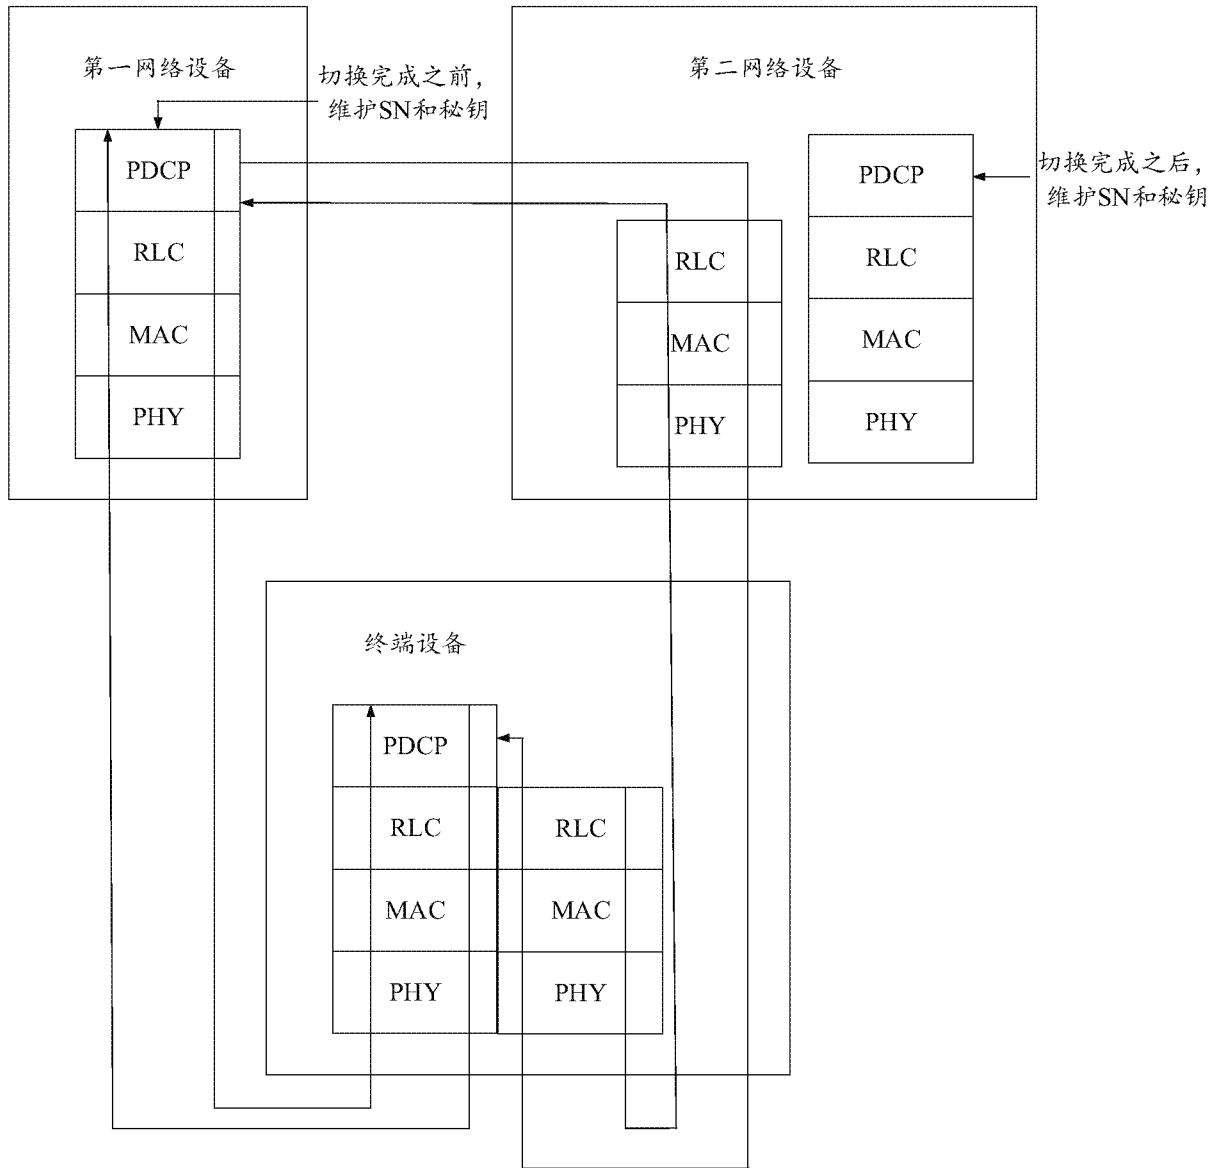 第一网络设备
切换完成之前，
维护SN和秘钥
PDCP
RLC
MAC
PHY
第二网络设备
RLC
MAC
PHY
PDCP
RLC
MAC
PHY
切换完成之后，
维护SN和秘钥
终端设备
PDCP
RLC
MAC
PHY
RLC
MAC
PHY